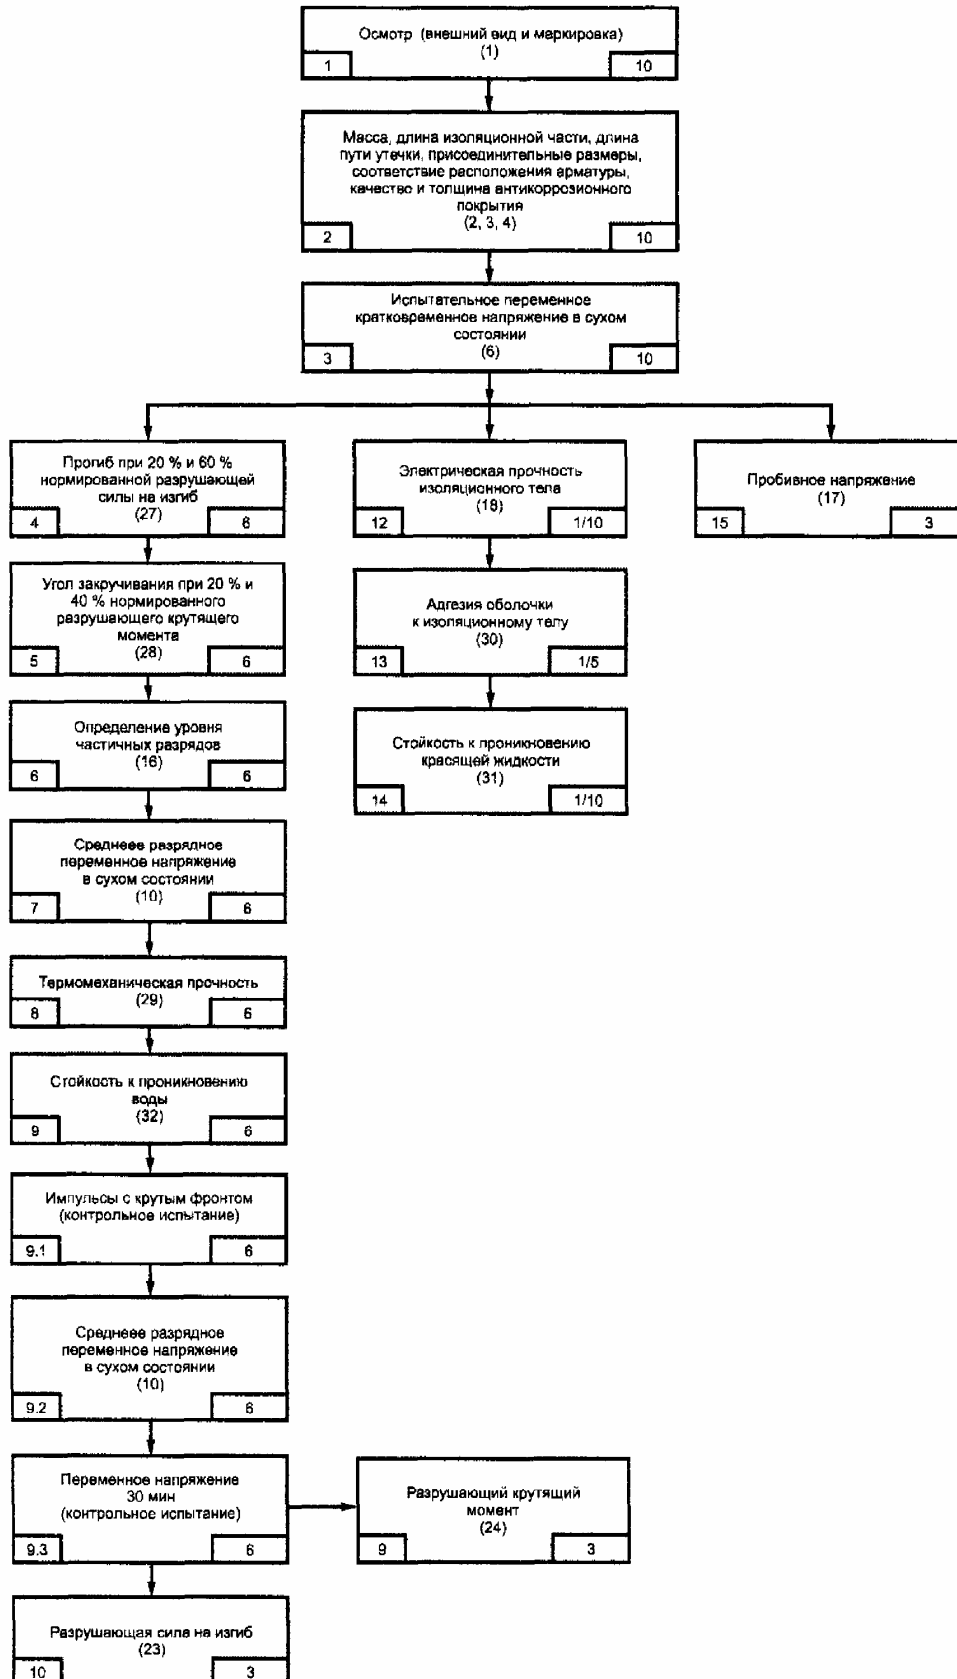 Осмотр (внешний вид и маркировка)
(1)
1
10
Масса, длина изоляционной части, длина
пути утечки, присоединительные размеры,
соответствие расположения арматуры,
качество и толщина антикоррозионного
покрытия
(2, 3, 4)
2
10
Испытательное переменное
кратковременное напряжение в сухом
состоянии
(6)
3
10
Прогиб при 20 % и 60 %
нормированной разрушающей
силы на изгиб
(27)
4
6
Угол закручивания при 20 % и
40 % нормированного
разрушающего крутящего
момента
(28)
5
6
Определение уровня
частичных разрядов
(16)
6
6
Среднеее разрядное
переменное напряжение
в сухом состоянии
(10)
7
6
Термомеханическая прочность
(29)
8
6
Стойкость к проникновению
воды
(32)
9
6
Импульсы с крутым фронтом
(контрольное испытание)
9.1
6
Среднеее разрядное
переменное напряжение
в сухом состоянии
(10)
9.2
6
Переменное напряжение
30 мин
(контрольное испытание)
9.3
6
Разрушающая сила на изгиб
(23)
10
3
Разрушающий крутящий
момент
(24)
9
3
Электрическая прочность
изоляционного тела
(18)
12
1/10
Адгезия оболочки
к изоляционному телу
(30)
13
1/5
Стойкость к проникновению
красящей жидкости
(31)
14
1/10
Пробивное напряжение
(17)
15
3